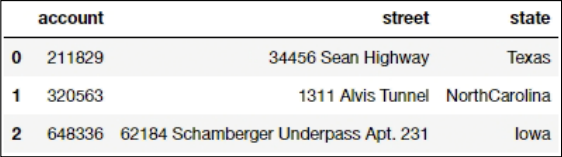 account street state
0 211829 34456 Sean Highway Texas
1 320563 1311 Alvis Tunnel NorthCarolina
2 648336 62184 Schamberger Underpass Apt. 231 Iowa